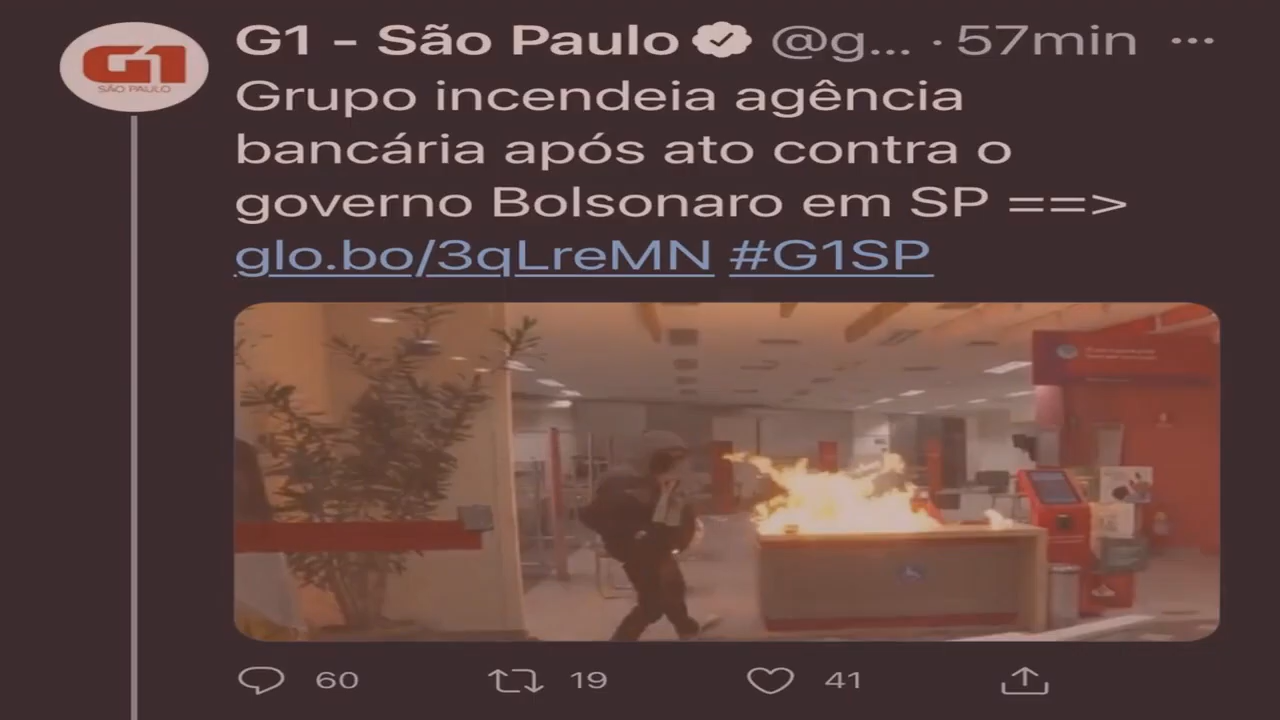 G1 - São Paulo @g... · 57min ...
G1
SÃO PAULO
Grupo incendeia agência
bancária após ato contra o
governo Bolsonaro em SP ==>
glo.bo/3qLreMN #G1SP
60 19 41